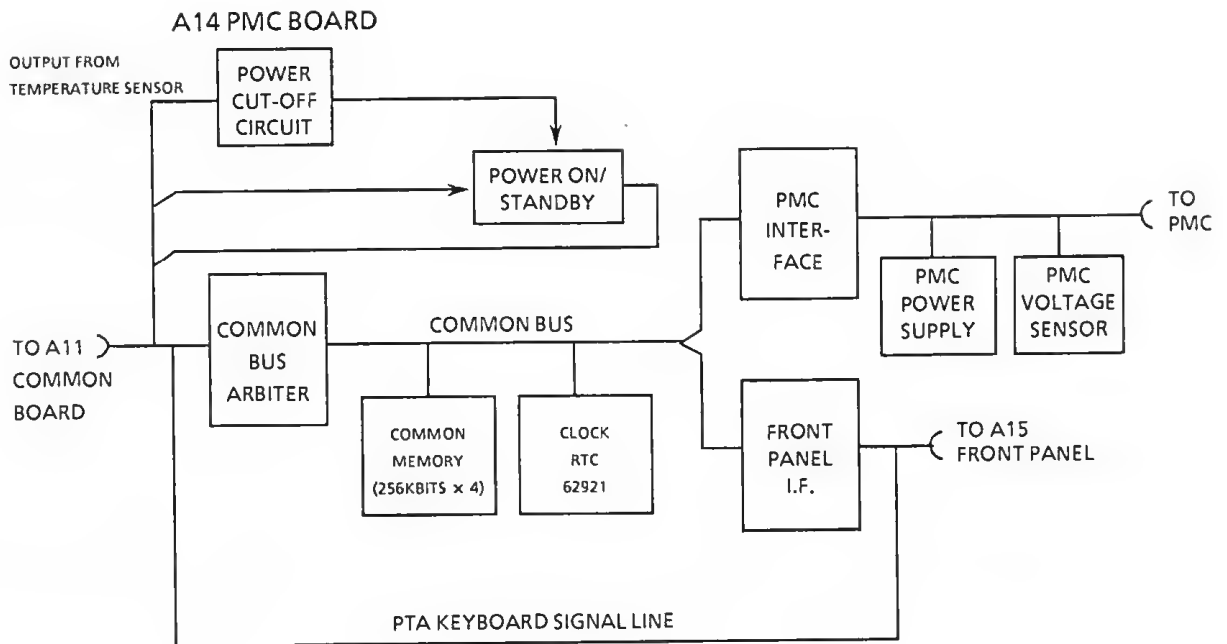 A14 PMC BOARD
OUTPUT FROM
TEMPERATURE SENSOR
POWER
CUT-OFF
CIRCUIT
POWER ON/
STANDBY
PMC
INTER-
FACE
TO
PMC
PMC
POWER
SUPPLY
PMC
VOLTAGE
SENSOR
TO A11
COMMON
BOARD
COMMON
BUS
ARBITER
COMMON BUS
COMMON
MEMORY
(256KBITS × 4)
CLOCK
RTC
62921
FRONT
PANEL
I.F.
TO A15
FRONT PANEL
PTA KEYBOARD SIGNAL LINE